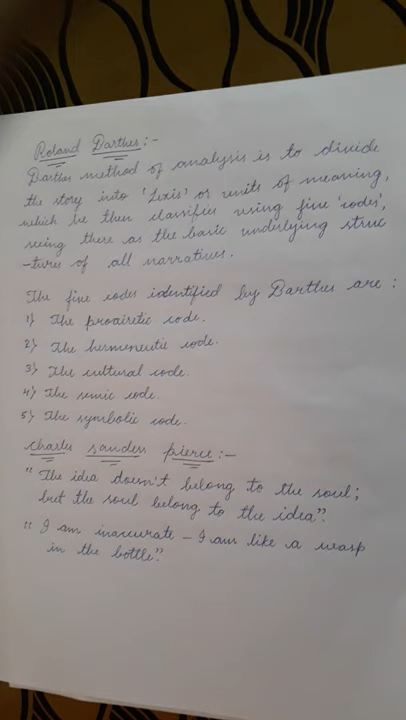 Roland Barthes:-
Barthes method of analysis is to divide
the story into 'Lexis' or units of meaning,
which he then classifies using five 'codes',
seeing these as the basic underlying struc
-tures of all narratives.
The five codes identified by Barthes are:
1) The proairetic code.
2) The hermeneutic code.
3) The cultural code.
4) The semic code.
5) The symbolic code.
Charles sanders pierce:-
"The idea doesn't belong to the soul;
but the soul belong to the idea".
" I am inaccurate - I am like a wasp
in the bottle".